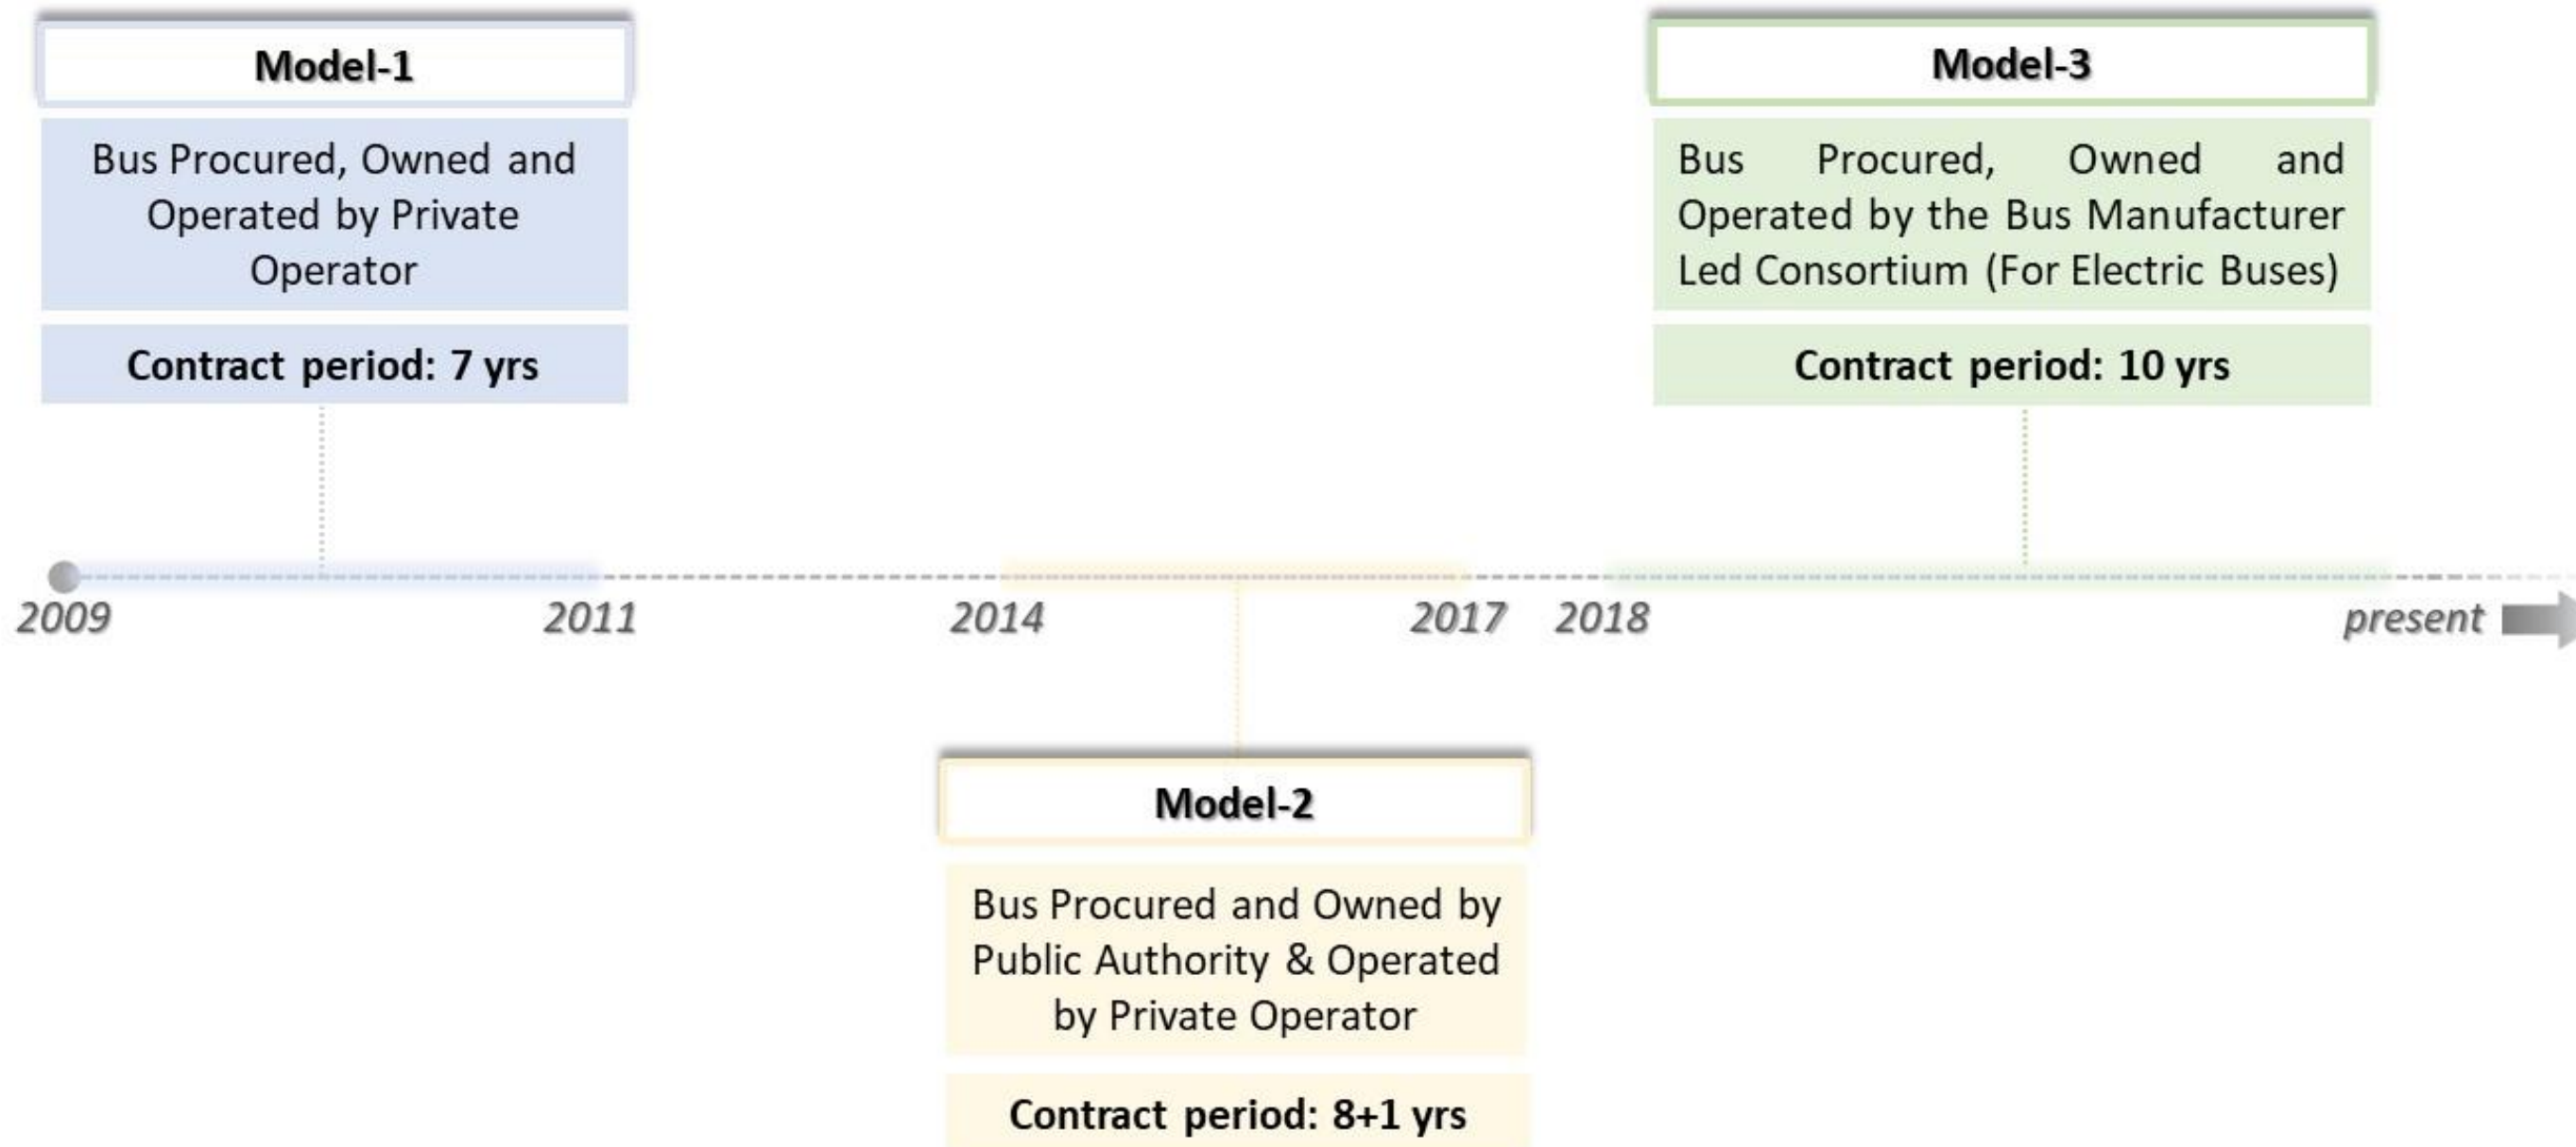 Model-1
Bus Procured, Owned and
Operated by Private
Operator
Contract period: 7 yrs
Model-3
Bus Procured, Owned and
Operated by the Bus Manufacturer
Led Consortium (For Electric Buses)
Contract period: 10 yrs
2009 2011 2014 2017 2018 present
Model-2
Bus Procured and Owned by
Public Authority & Operated
by Private Operator
Contract period: 8+1 yrs